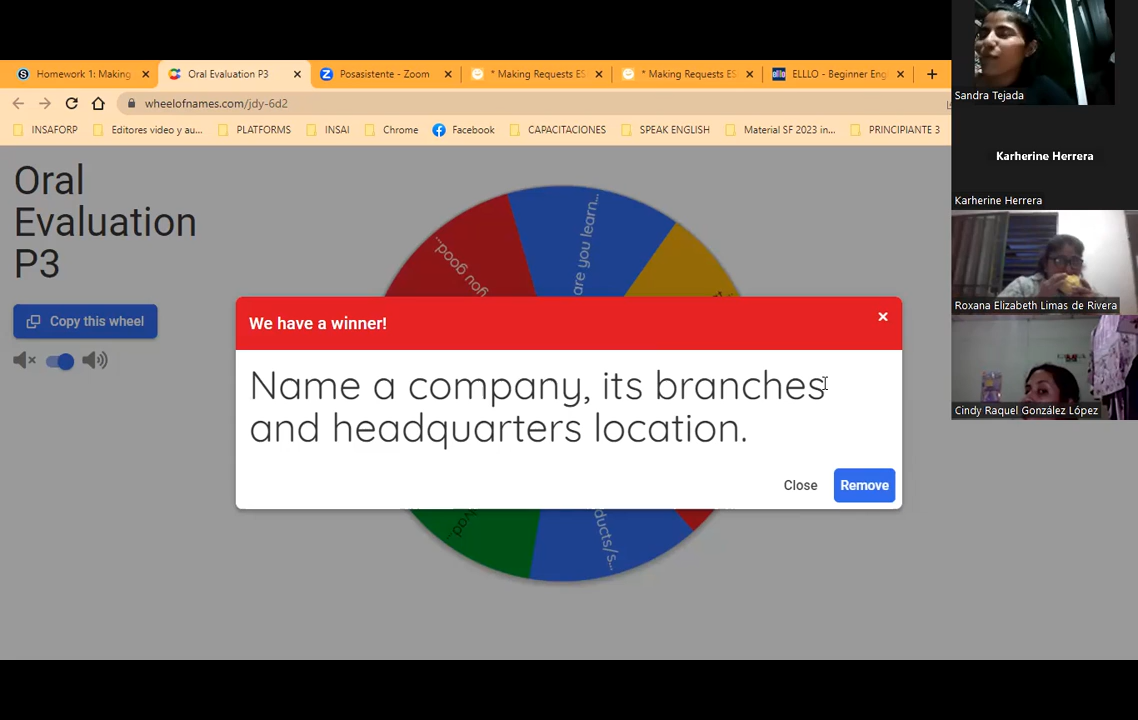 Homework 1: Making
Oral Evaluation P3
Posasistente - Zoom
* Making Requests ES
* Making Requests ES
ELLLO - Beginner Eng
wheelofnames.com/jdy-6d2
INSAFORP
Editores video y au...
PLATFORMS
INSAI
Chrome
Facebook
CAPACITACIONES
SPEAK ENGLISH
Material SF 2023 in...
PRINCIPIANTE 3
Oral
Evaluation
P3
Copy this wheel
you good...
are you learn...
We have a winner!
Name a company, its branches
and headquarters location.
Close
Remove
ducts/s...
Sandra Tejada
Karherine Herrera
Karherine Herrera
Roxana Elizabeth Limas de Rivera
Cindy Raquel González López